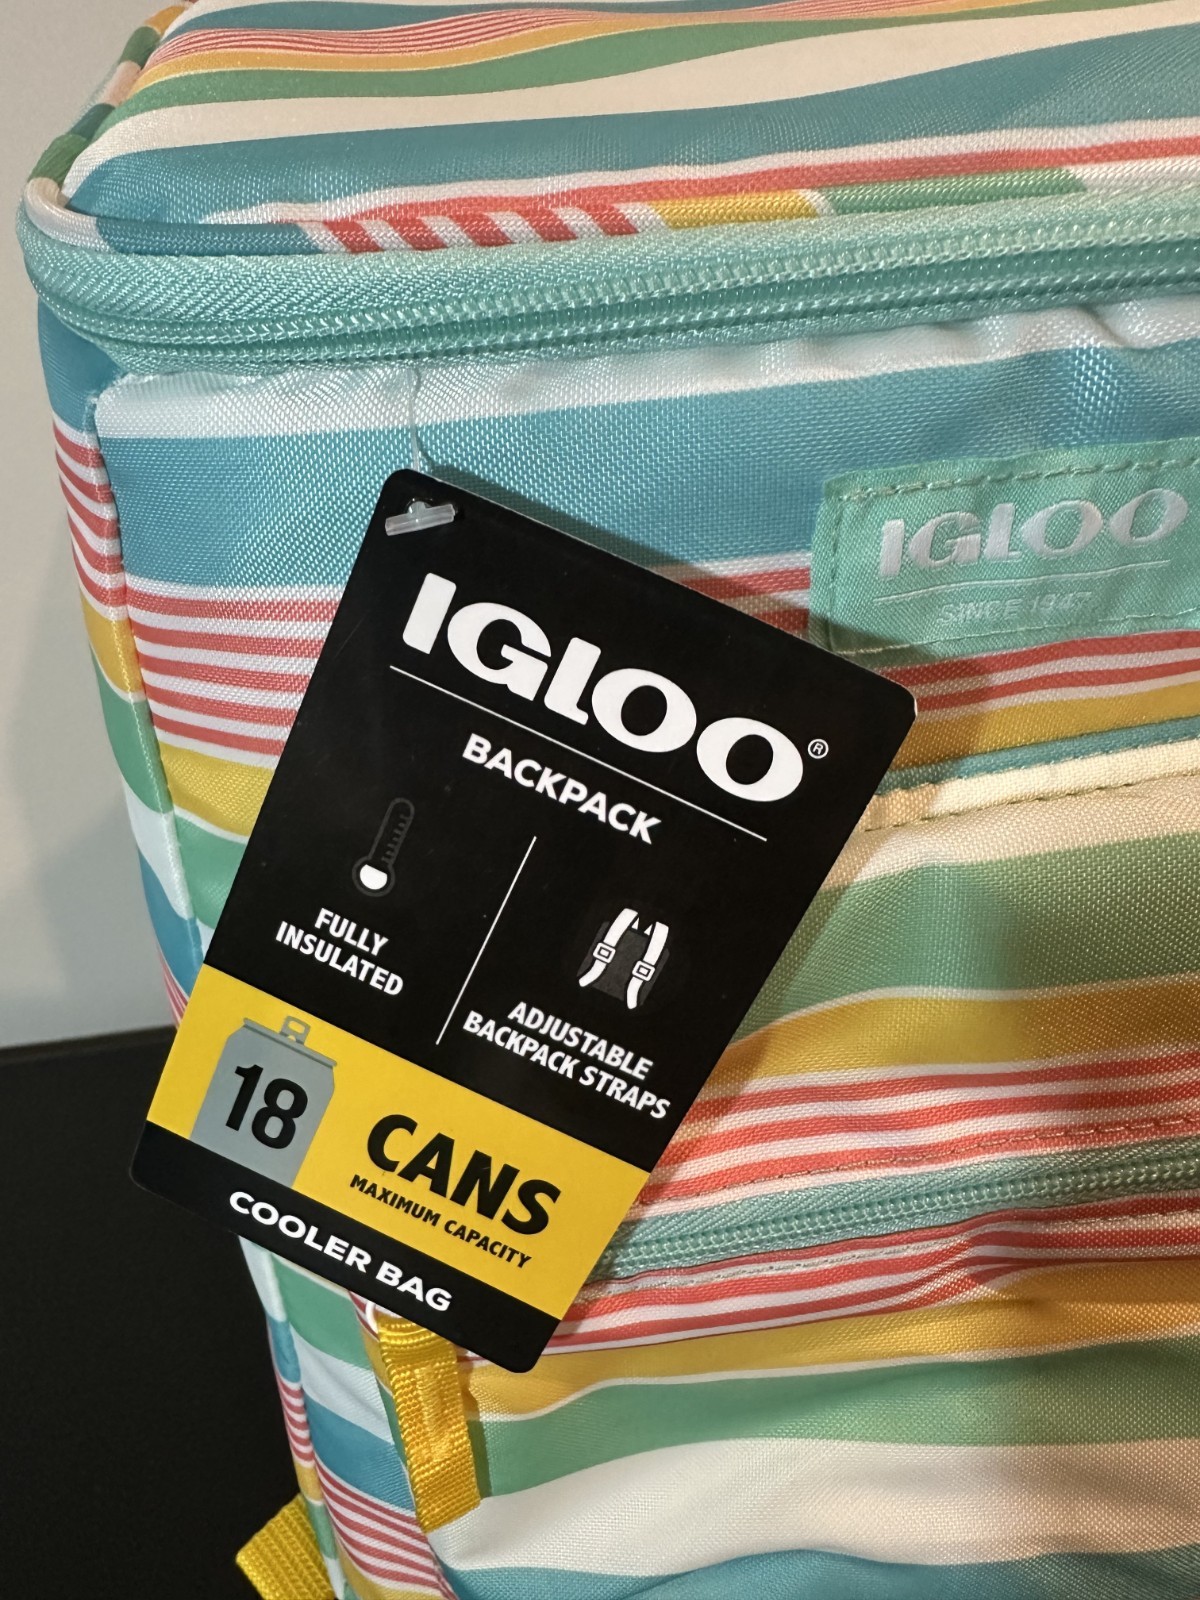 IGLOO
SINCE 1947
IGLOO®
BACKPACK
FULLY
INSULATED
ADJUSTABLE
BACKPACK STRAPS
18
CANS
MAXIMUM CAPACITY
COOLER BAG